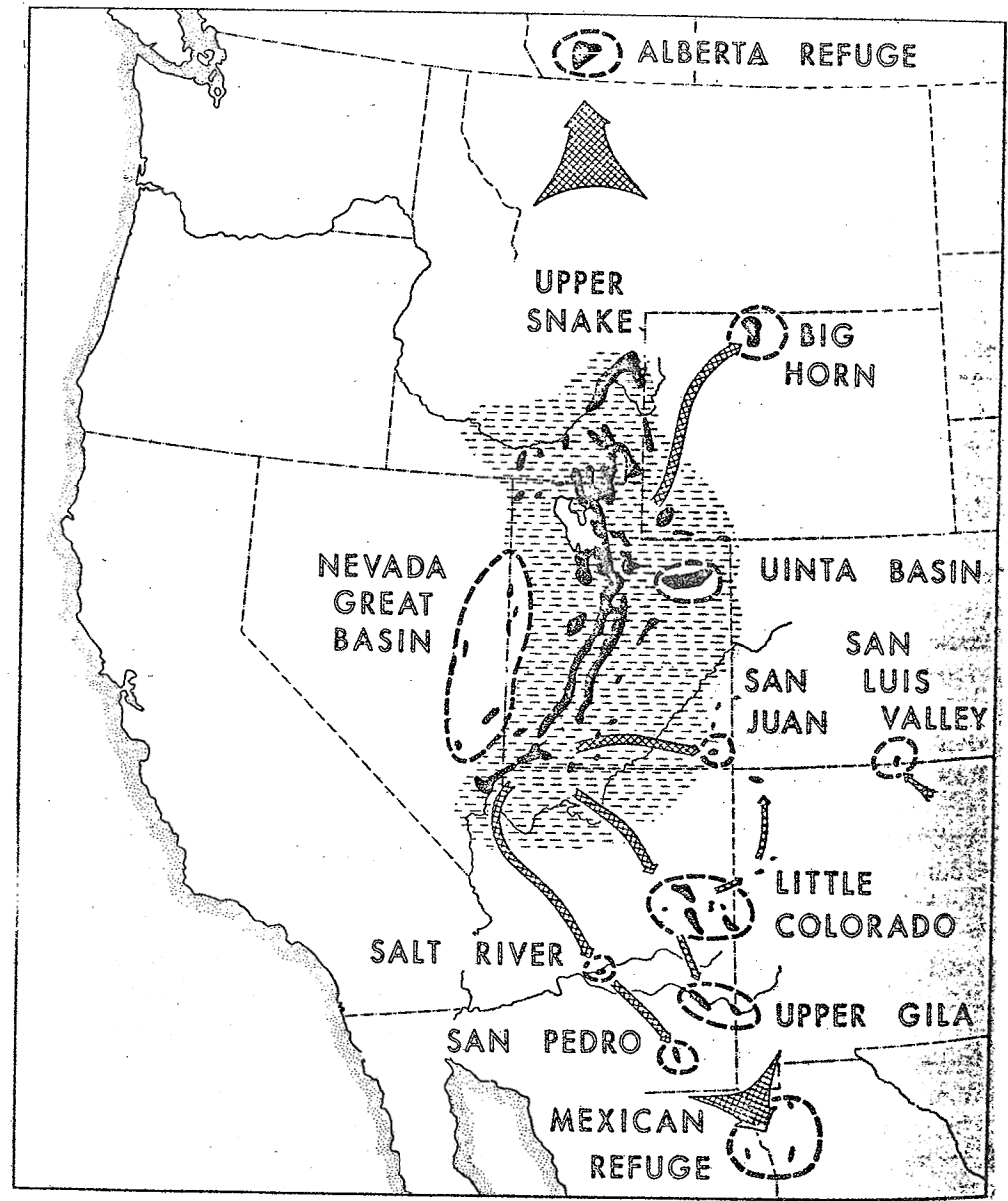 ALBERTA REFUGE
UPPER
SNAKE
BIG
HORN
NEVADA
GREAT
BASIN
UINTA BASIN
SAN
JUAN
SAN
LUIS
VALLEY
LITTLE
COLORADO
SALT RIVER
UPPER GILA
SAN PEDRO
MEXICAN
REFUGE